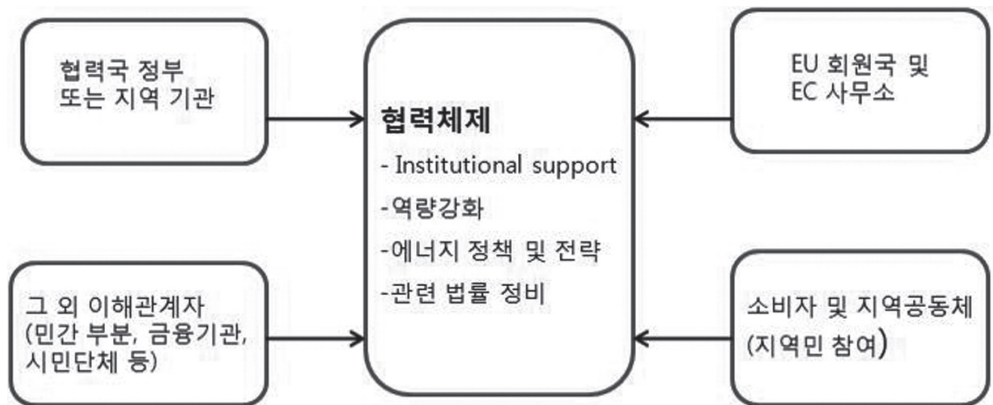 협력국 정부
또는 지역 기관
그 외 이해관계자
(민간 부분, 금융기관,
시민단체 등)
협력체제
- Institutional support
-역량강화
-에너지 정책 및 전략
-관련 법률 정비
EU 회원국 및
EC 사무소
소비자 및 지역공동체
(지역민 참여)